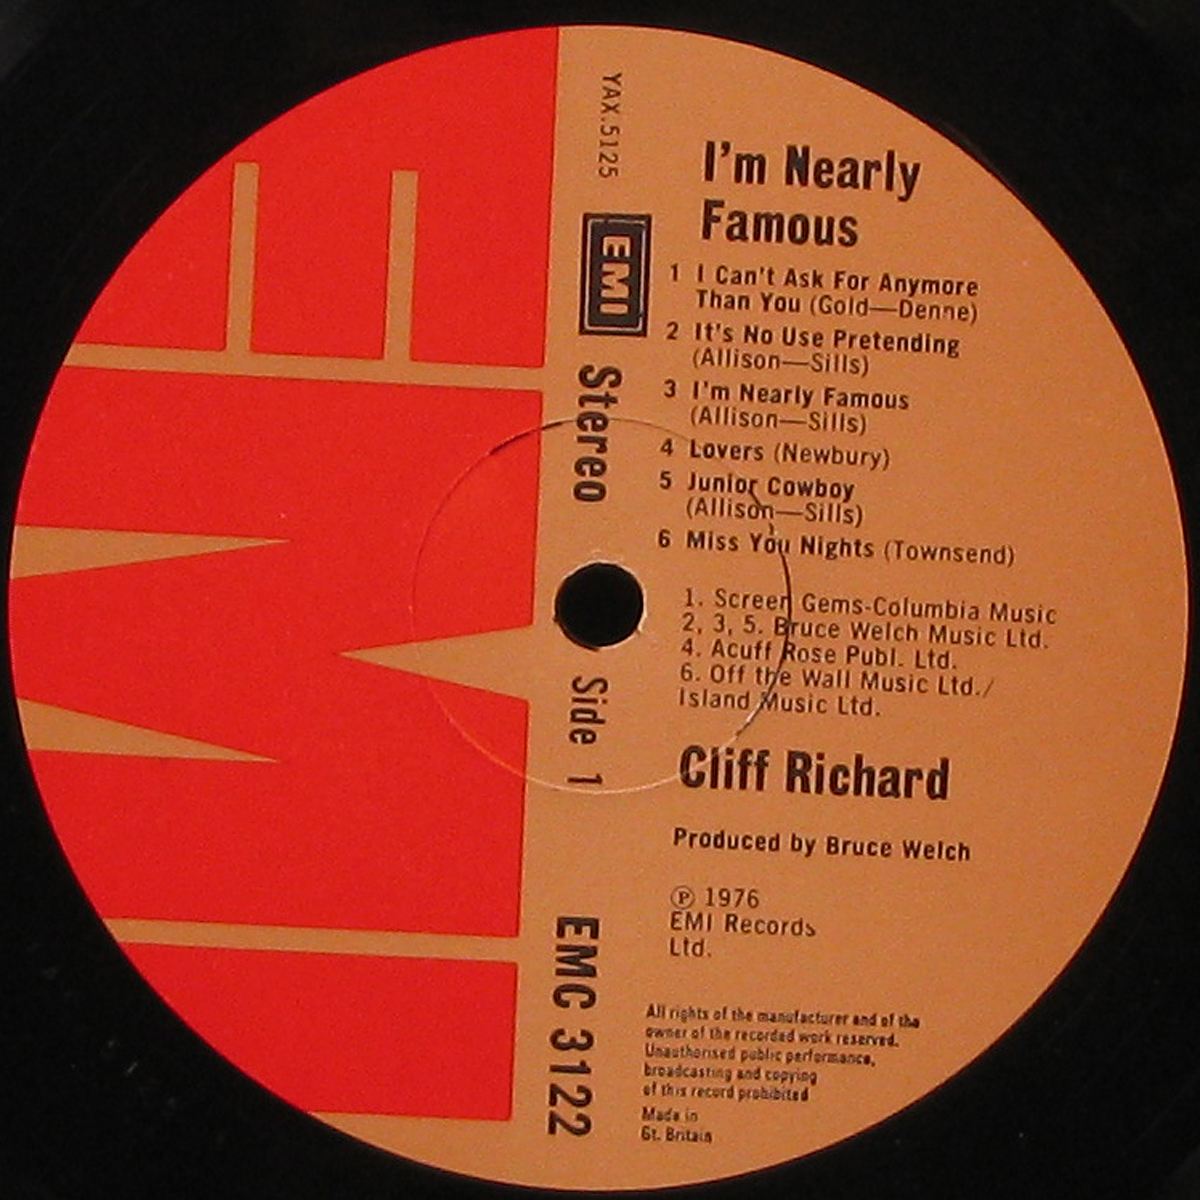 YAX.5125
EMI
Stereo
Side 1
EMC 3122
I'm Nearly
Famous
1 I Can't Ask For Anymore
Than You (Gold—Denne)
2 It's No Use Pretending
(Allison—Sills)
3 I'm Nearly Famous
(Allison—Sills)
4 Lovers (Newbury)
5 Junior Cowboy
(Allison—Sills)
6 Miss You Nights (Townsend)
1. Screen Gems-Columbia Music
2, 3, 5. Bruce Welch Music Ltd.
4. Acuff Rose Publ. Ltd.
6. Off the Wall Music Ltd./
Island Music Ltd.
Cliff Richard
Produced by Bruce Welch
℗ 1976
EMI Records
Ltd.
All rights of the manufacturer and of the
owner of the recorded work reserved.
Unauthorised public performance,
broadcasting and copying
of this record prohibited
Made in
Gt. Britain
EMI